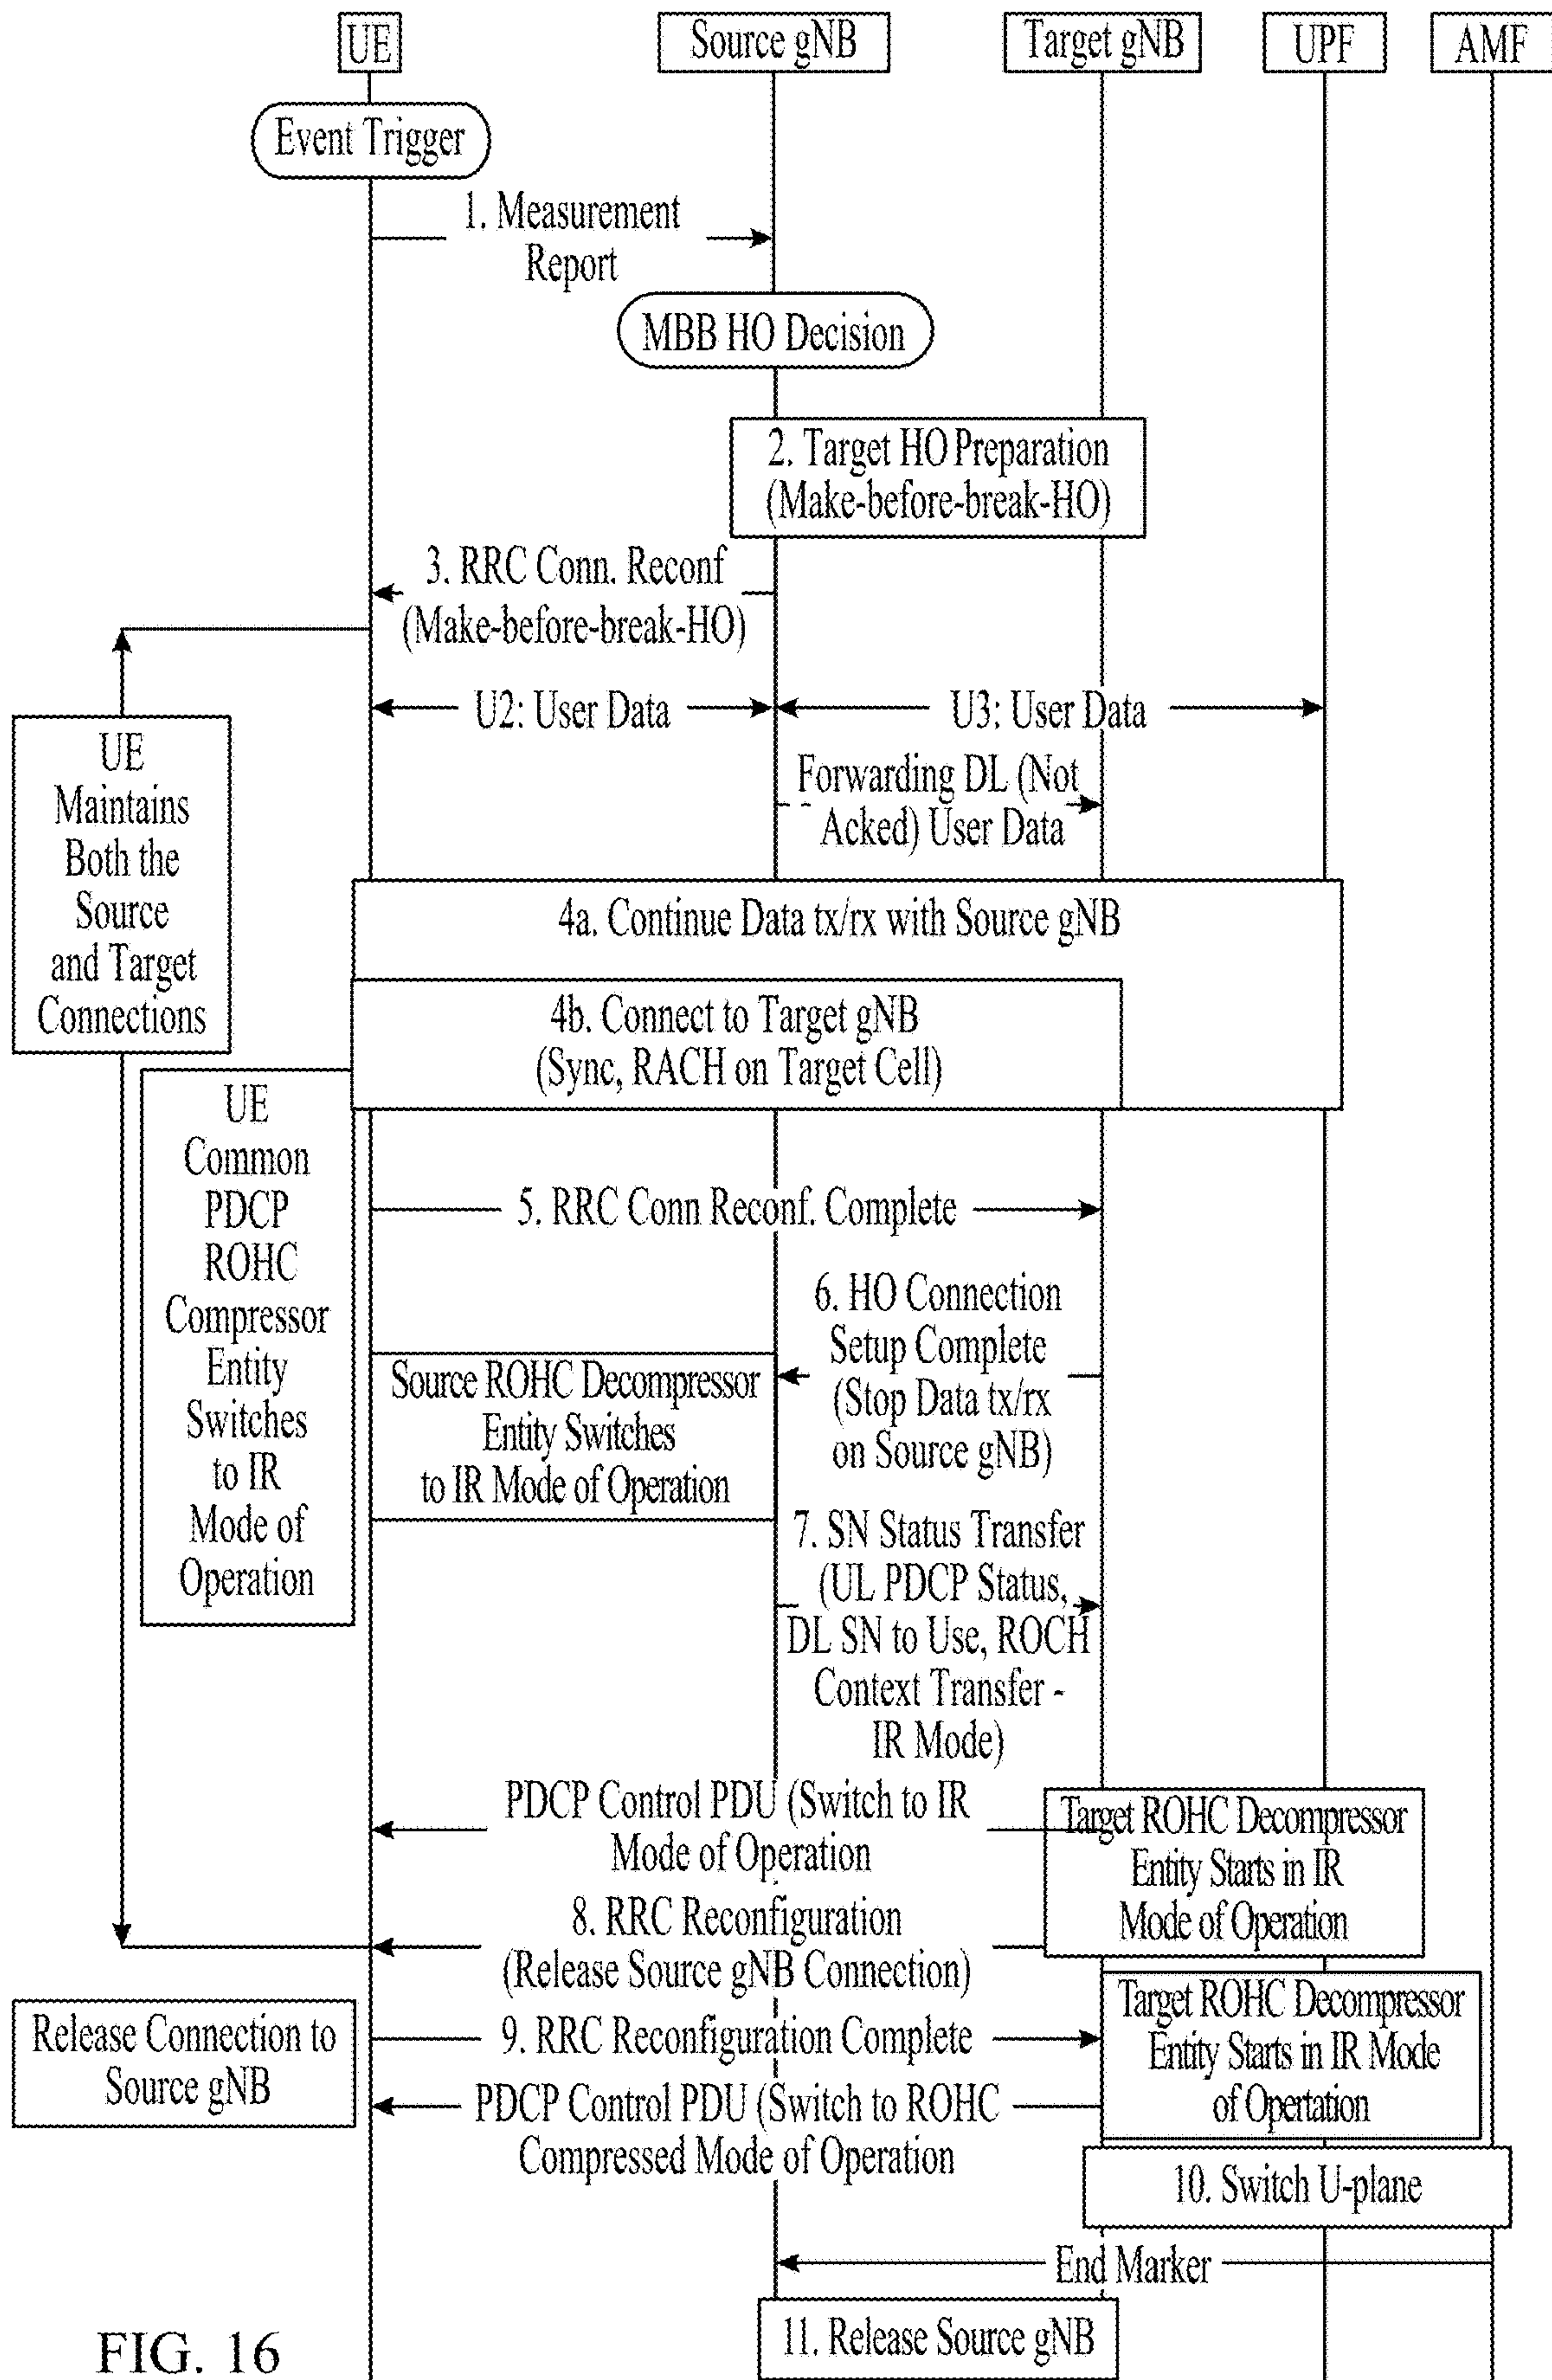 UE
Source gNB
Target gNB
UPF
AMF
Event Trigger
1. Measurement
Report
MBB HO Decision
2. Target HO Preparation
(Make-before-break-HO)
3. RRC Conn. Reconf
(Make-before-break-HO)
U2: User Data
U3: User Data
Forwarding DL (Not
Acked) User Data
UE
Maintains
Both the
Source
and Target
Connections
4a. Continue Data tx/rx with Source gNB
4b. Connect to Target gNB
(Sync, RACH on Target Cell)
UE
Common
PDCP
ROHC
Compressor
Entity
Switches
to IR
Mode of
Operation
5. RRC Conn Reconf. Complete
6. HO Connection
Setup Complete
(Stop Data tx/rx
on Source gNB)
Source ROHC Decompressor
Entity Switches
to IR Mode of Operation
7. SN Status Transfer
(UL PDCP Status,
DL SN to Use, ROCH
Context Transfer -
IR Mode)
PDCP Control PDU (Switch to IR
Mode of Operation
Target ROHC Decompressor
Entity Starts in IR
Mode of Operation
8. RRC Reconfiguration
(Release Source gNB Connection)
Release Connection to
Source gNB
9. RRC Reconfiguration Complete
Target ROHC Decompressor
Entity Starts in IR Mode
of Opertation
PDCP Control PDU (Switch to ROHC
Compressed Mode of Operation
10. Switch U-plane
End Marker
11. Release Source gNB
FIG. 16